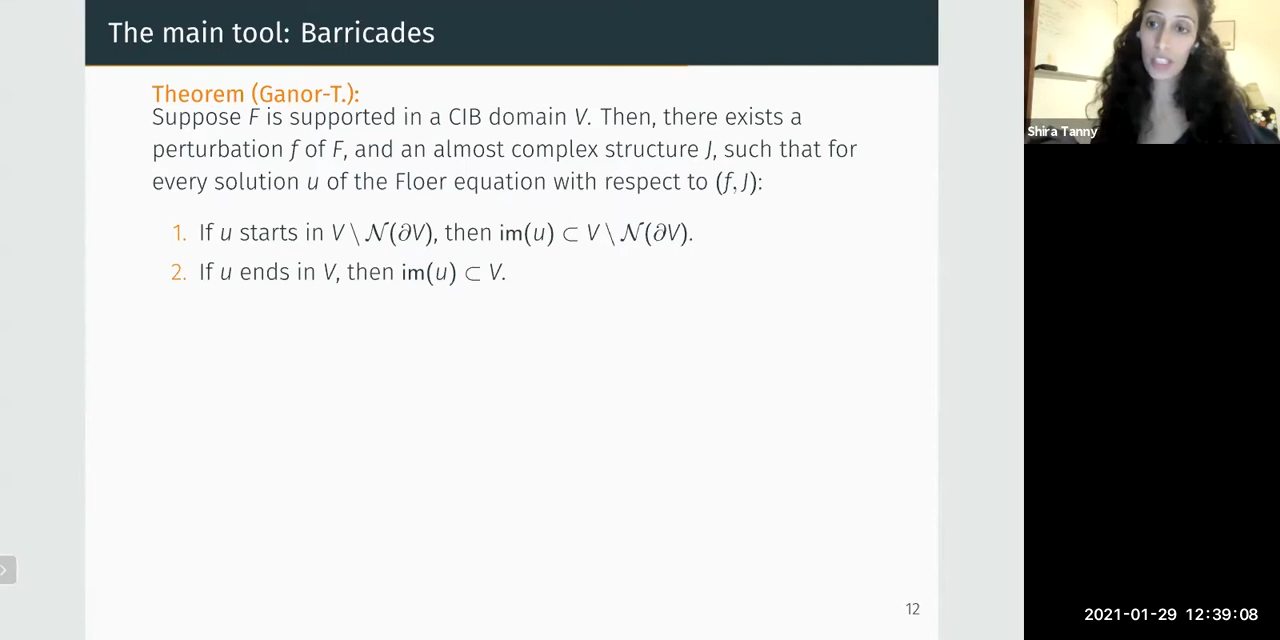 The main tool: Barricades
Theorem (Ganor-T.):
Suppose F is supported in a CIB domain V. Then, there exists a
perturbation f of F, and an almost complex structure J, such that for
every solution u of the Floer equation with respect to (f, J):
1. If u starts in V \ 𝒩(∂V), then im(u) ⊂ V \ 𝒩(∂V).
2. If u ends in V, then im(u) ⊂ V.
12
Shira Tanny
2021-01-29 12:39:08